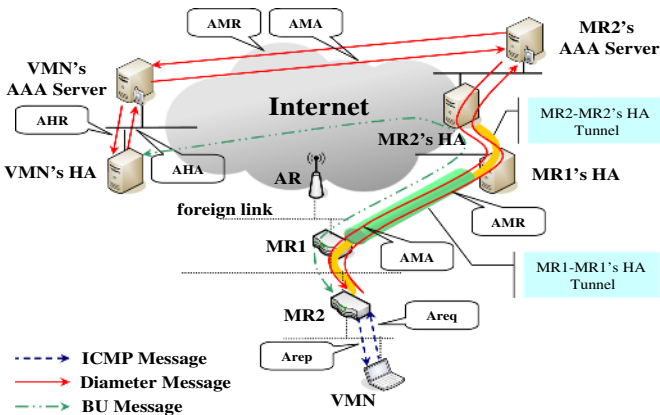 AMR
AMA
MR2's
AAA Server
VMN's
AAA Server
Internet
AHR
MR2's HA
MR2-MR2's HA
Tunnel
VMN's HA
AHA
AR
MR1's HA
foreign link
AMR
MR1
AMA
MR1-MR1's HA
Tunnel
MR2
Areq
Arep
ICMP Message
Diameter Message
VMN
BU Message